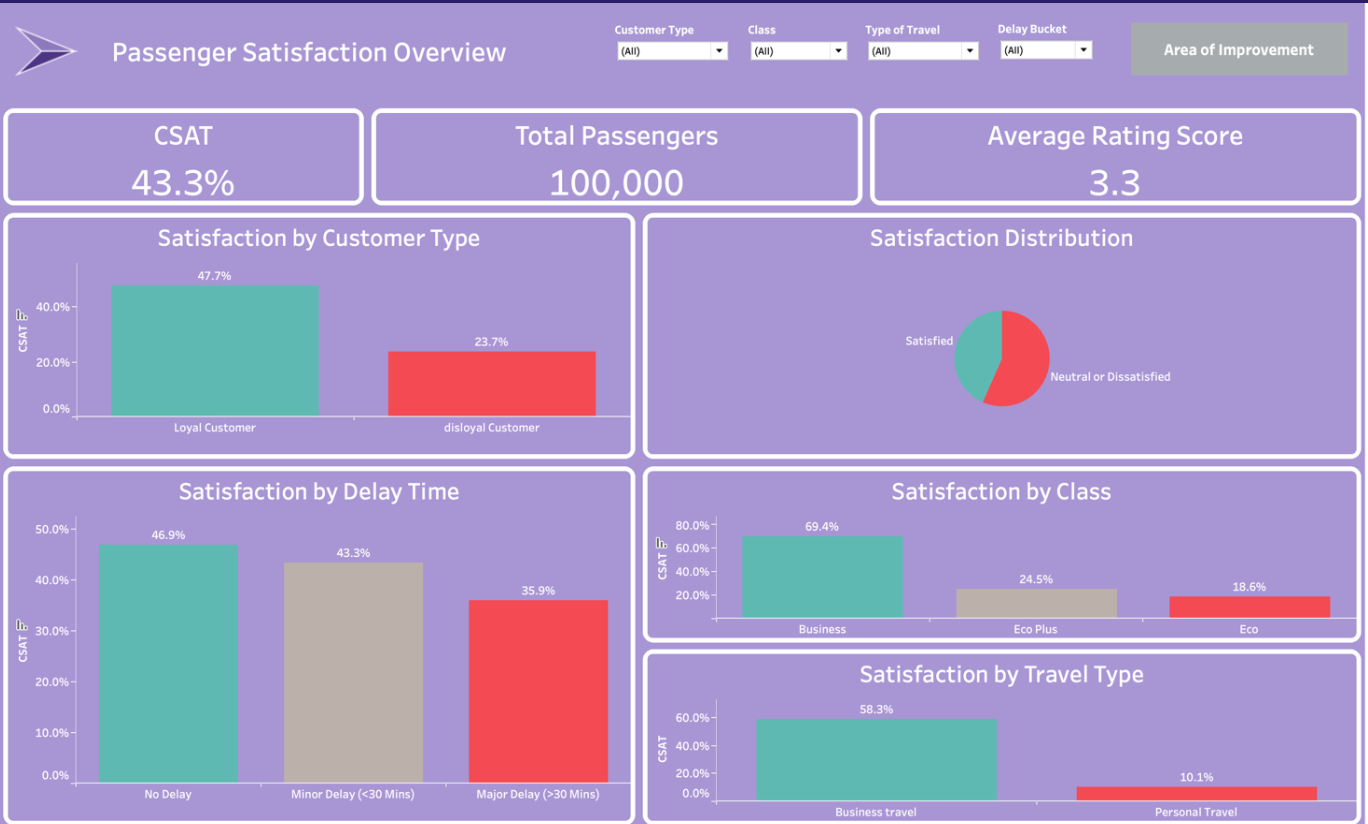 Passenger Satisfaction Overview
Customer Type
(All)
Class
(All)
Type of Travel
(All)
Delay Bucket
(All)
Area of Improvement
CSAT
43.3%
Total Passengers
100,000
Average Rating Score
3.3
Satisfaction by Customer Type
CSAT
40.0%
20.0%
0.0%
47.7%
23.7%
Loyal Customer
disloyal Customer
Satisfaction Distribution
Satisfied
Neutral or Dissatisfied
Satisfaction by Delay Time
CSAT
50.0%
40.0%
30.0%
20.0%
10.0%
0.0%
46.9%
43.3%
35.9%
No Delay
Minor Delay (<30 Mins)
Major Delay (>30 Mins)
Satisfaction by Class
CSAT
80.0%
60.0%
40.0%
20.0%
69.4%
24.5%
18.6%
Business
Eco Plus
Eco
Satisfaction by Travel Type
CSAT
60.0%
40.0%
20.0%
0.0%
58.3%
10.1%
Business travel
Personal Travel